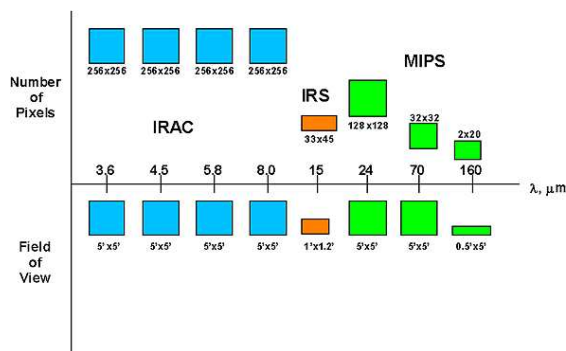 256x256 256x256 256x256 256x256
MIPS
Number
of
Pixels
IRS
128x128
32x32
33x45
2x20
IRAC
3.6 4.5 5.8 8.0 15 24 70 160
λ, μm
5'x5' 5'x5' 5'x5' 5'x5' 1'x1.2' 5'x5' 5'x5' 0.5'x5'
Field
of
View